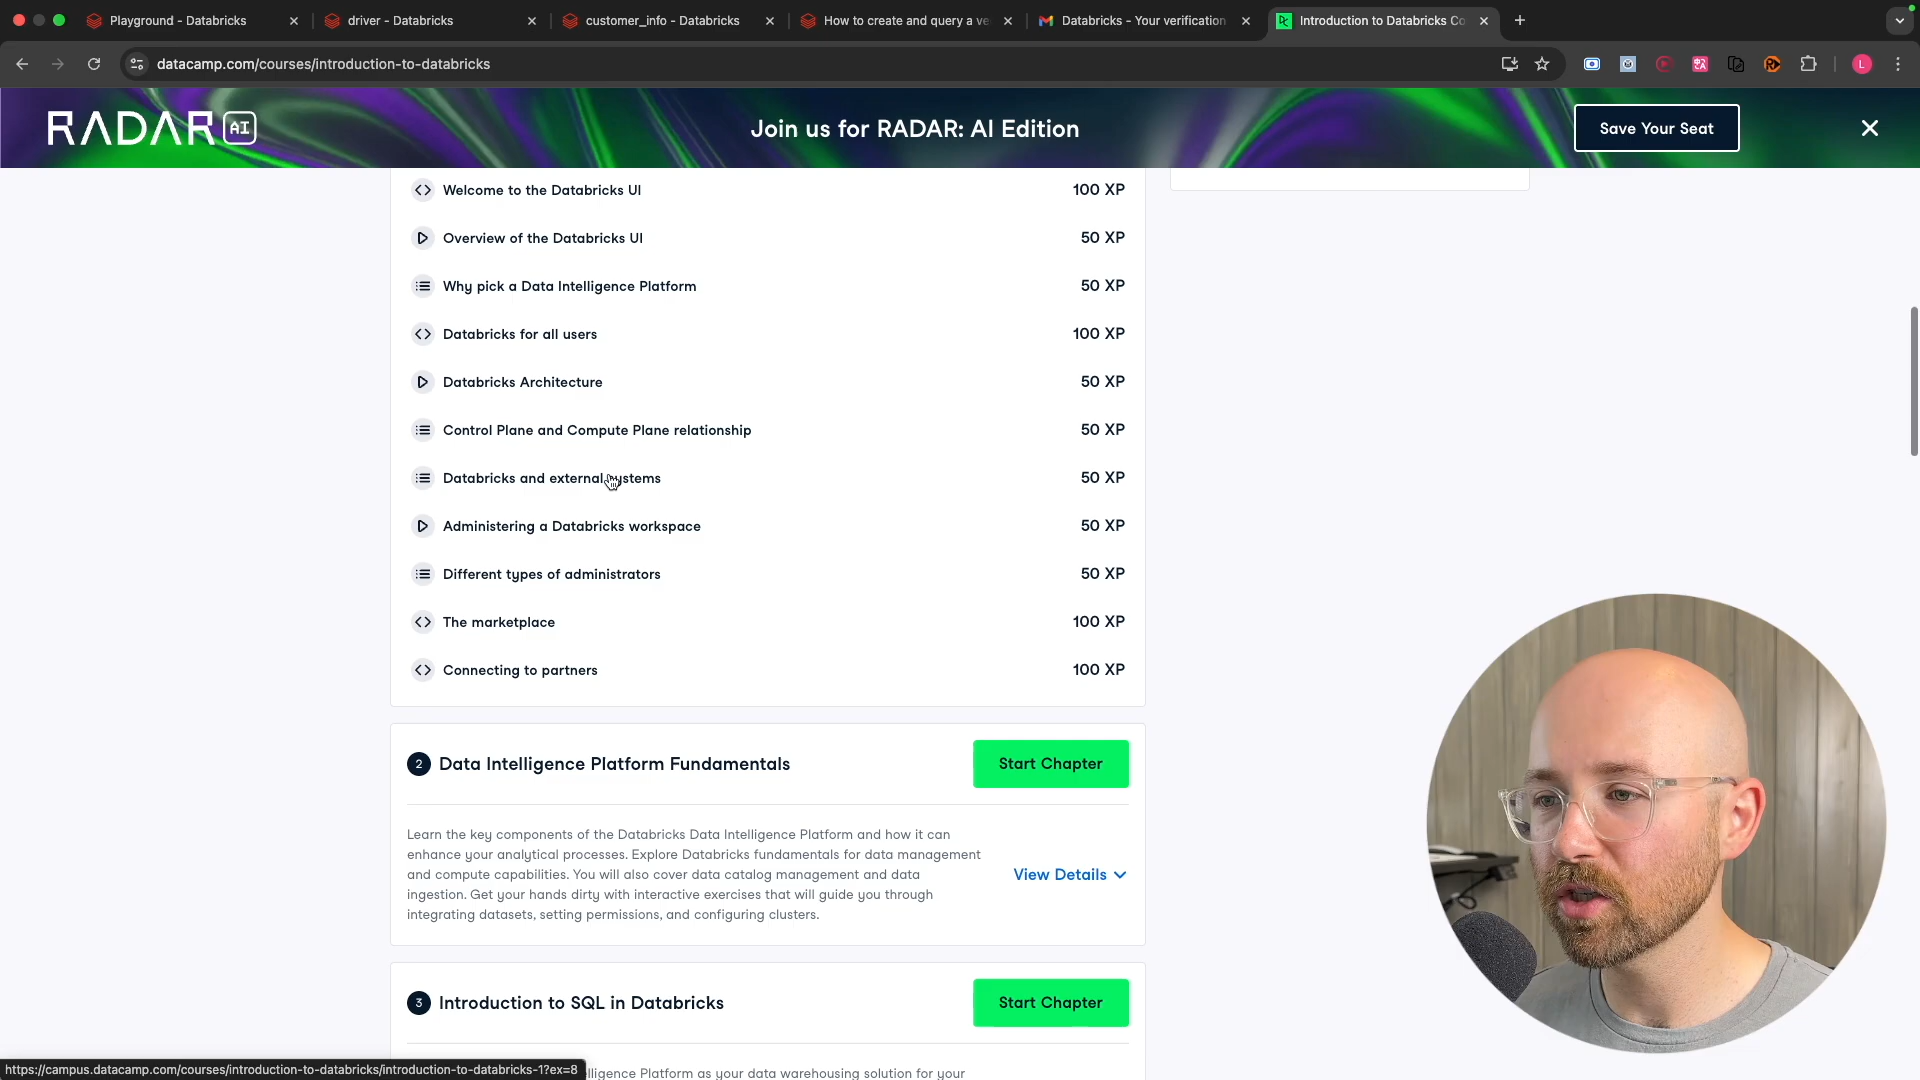 Playground - Databricks
driver - Databricks
customer_info - Databricks
How to create and query a ve
Databricks - Your verification
Introduction to Databricks Co
datacamp.com/courses/introduction-to-databricks
L
RADAR AI
Join us for RADAR: AI Edition
Save Your Seat
Welcome to the Databricks UI 100 XP
Overview of the Databricks UI 50 XP
Why pick a Data Intelligence Platform 50 XP
Databricks for all users 100 XP
Databricks Architecture 50 XP
Control Plane and Compute Plane relationship 50 XP
Databricks and external systems 50 XP
Administering a Databricks workspace 50 XP
Different types of administrators 50 XP
The marketplace 100 XP
Connecting to partners 100 XP
2 Data Intelligence Platform Fundamentals
Start Chapter
Learn the key components of the Databricks Data Intelligence Platform and how it can
enhance your analytical processes. Explore Databricks fundamentals for data management
and compute capabilities. You will also cover data catalog management and data
ingestion. Get your hands dirty with interactive exercises that will guide you through
integrating datasets, setting permissions, and configuring clusters.
View Details
3 Introduction to SQL in Databricks
Start Chapter
https://campus.datacamp.com/courses/introduction-to-databricks/introduction-to-databricks-1?ex=8
lligence Platform as your data warehousing solution for your